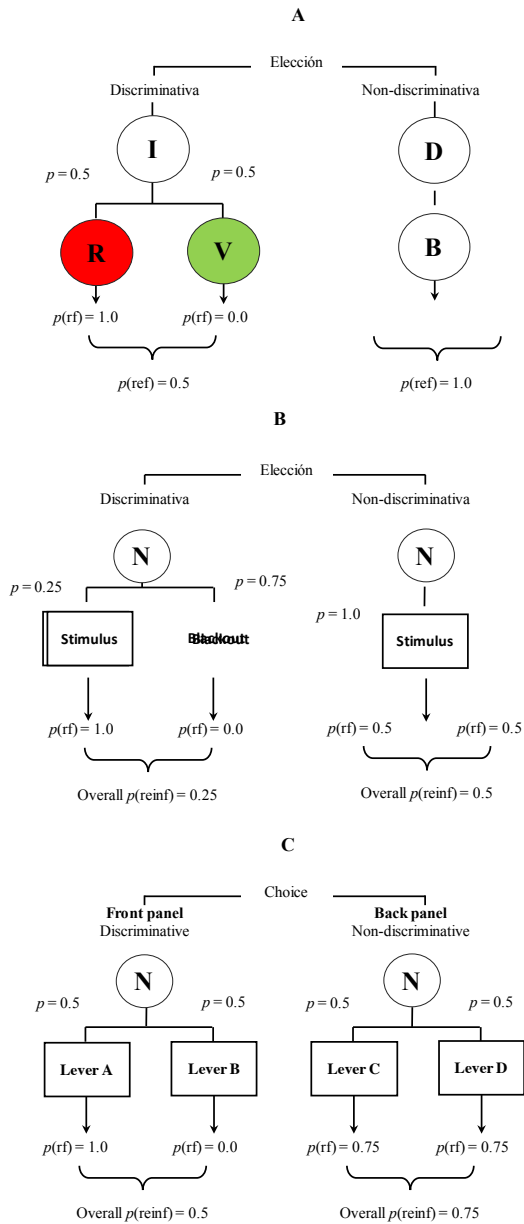 A
Elección
Discriminativa Non-discriminativa
I D
p = 0.5 p = 0.5
R V B
p(rf) = 1.0 p(rf) = 0.0
p(ref) = 0.5 p(ref) = 1.0
B
Elección
Discriminativa Non-discriminativa
N N
p = 0.25 p = 0.75
p = 1.0
Stimulus Blackout Stimulus
p(rf) = 1.0 p(rf) = 0.0 p(rf) = 0.5 p(rf) = 0.5
Overall p(reinf) = 0.25 Overall p(reinf) = 0.5
C
Choice
Front panel Back panel
Discriminative Non-discriminative
N N
p = 0.5 p = 0.5 p = 0.5 p = 0.5
Lever A Lever B Lever C Lever D
p(rf) = 1.0 p(rf) = 0.0 p(rf) = 0.75 p(rf) = 0.75
Overall p(reinf) = 0.5 Overall p(reinf) = 0.75